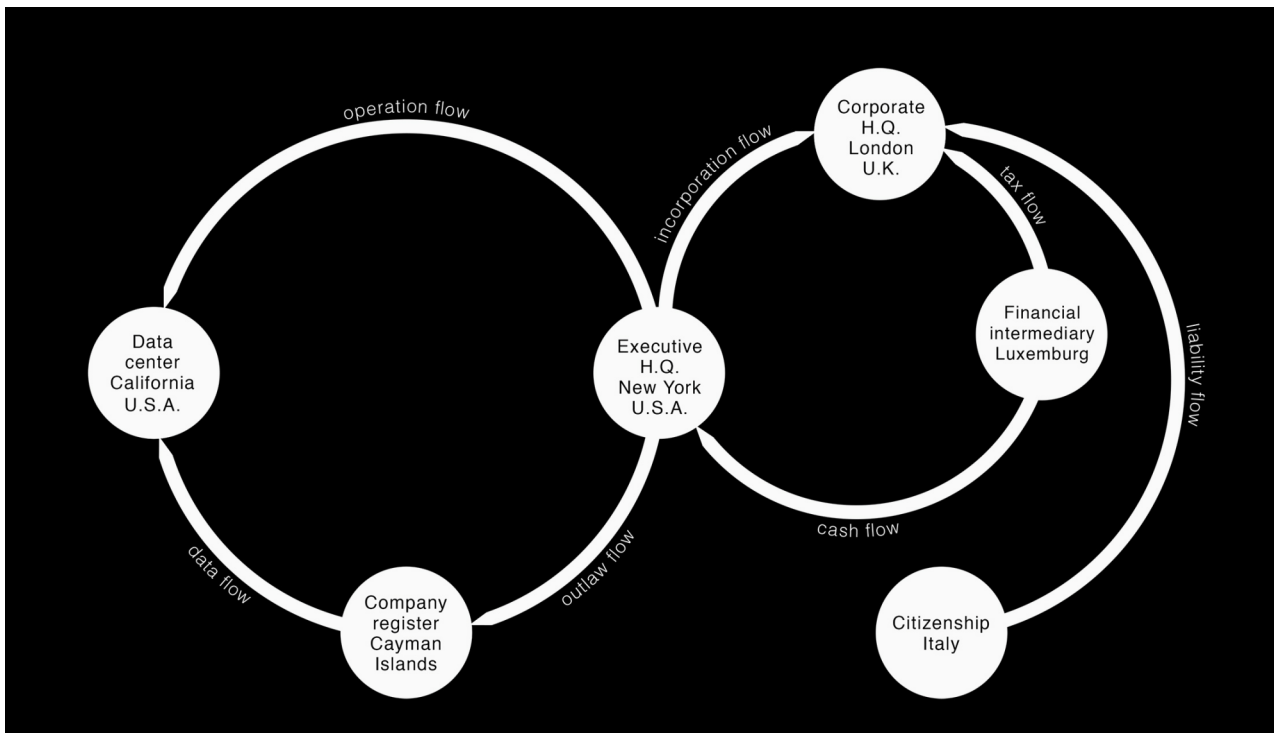 operation flow
Corporate
H.Q.
London
U.K.
incorporation flow
tax flow
Data
center
California
U.S.A.
Executive
H.Q.
New York
U.S.A.
Financial
intermediary
Luxemburg
liability flow
cash flow
data flow
outlaw flow
Company
register
Cayman
Islands
Citizenship
Italy